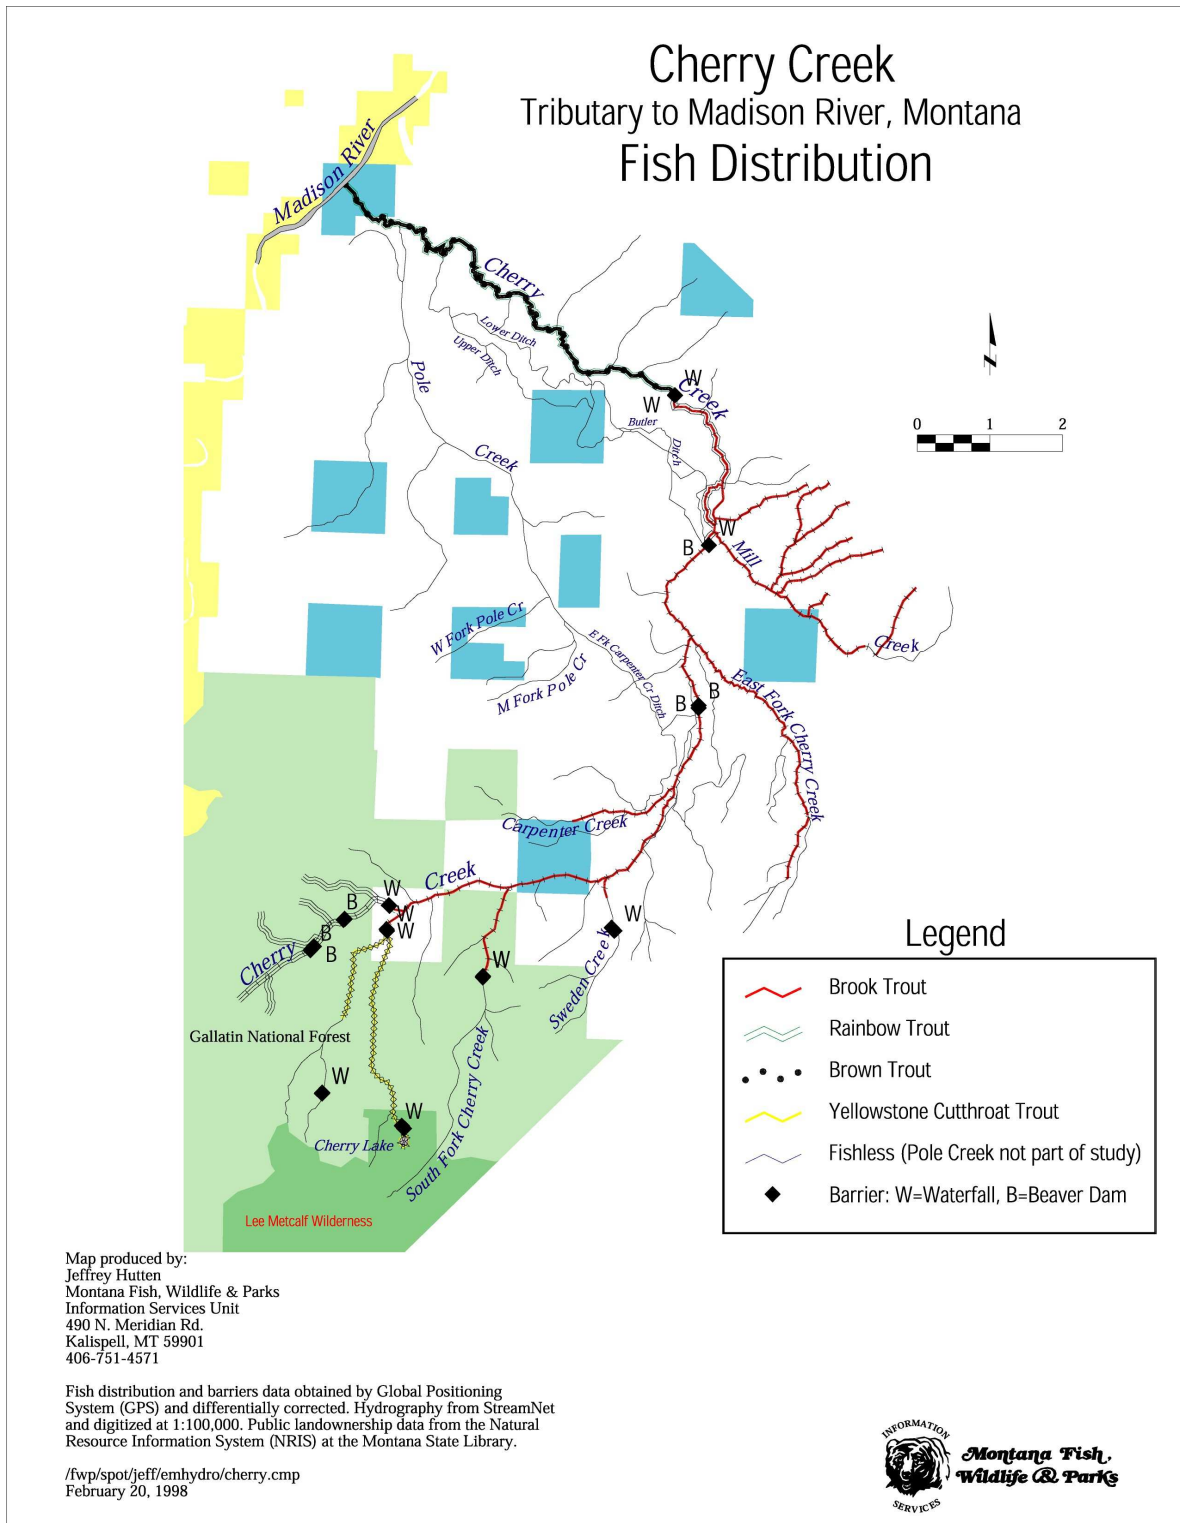 Cherry Creek
Tributary to Madison River, Montana
Fish Distribution
Madison River
Cherry
Lower Ditch
Upper Ditch
Pole
W
Creek
W
Butler
Ditch
Creek
0 1 2
W
B
Mill
Creek
W Fork Pole Cr
E Fk Carpenter Cr Ditch
M Fork Pole Cr
East Fork Cherry Creek
B
B
Carpenter Creek
Creek
W
B
W
W
B
B
W
W
Cherry
Sweden Creek
Gallatin National Forest
W
W
Cherry Lake
South Fork Cherry Creek
Lee Metcalf Wilderness
Legend
Brook Trout
Rainbow Trout
Brown Trout
Yellowstone Cutthroat Trout
Fishless (Pole Creek not part of study)
Barrier: W=Waterfall, B=Beaver Dam
Map produced by:
Jeffrey Hutten
Montana Fish, Wildlife & Parks
Information Services Unit
490 N. Meridian Rd.
Kalispell, MT 59901
406-751-4571
Fish distribution and barriers data obtained by Global Positioning
System (GPS) and differentially corrected. Hydrography from StreamNet
and digitized at 1:100,000. Public landownership data from the Natural
Resource Information System (NRIS) at the Montana State Library.
/fwp/spot/jeff/emhydro/cherry.cmp
February 20, 1998
INFORMATION
SERVICES
Montana Fish,
Wildlife & Parks